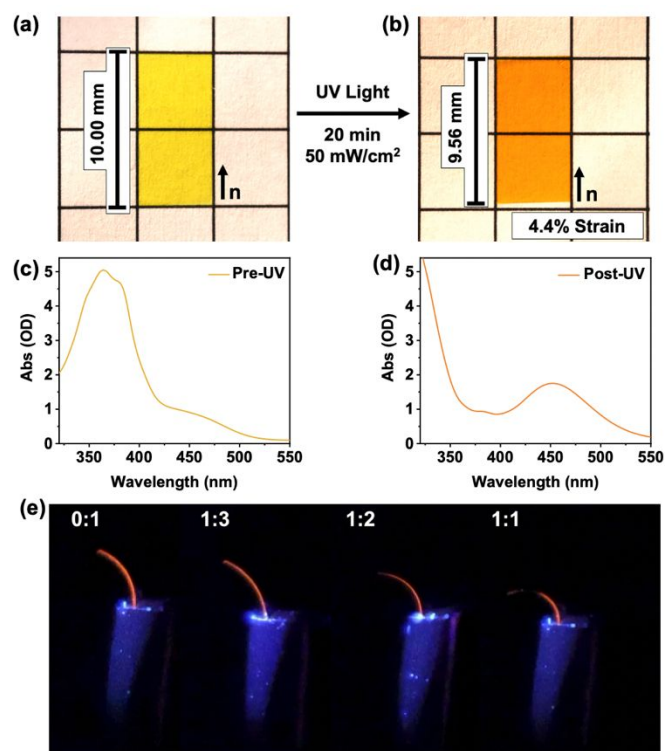 (a)
10.00 mm
n
UV Light
20 min
50 mW/cm²
(b)
9.56 mm
n
4.4% Strain
(c)
Pre-UV
5
4
3
2
1
0
Abs (OD)
350 400 450 500 550
Wavelength (nm)
(d)
Post-UV
5
4
3
2
1
0
Abs (OD)
350 400 450 500 550
Wavelength (nm)
(e)
0:1 1:3 1:2 1:1